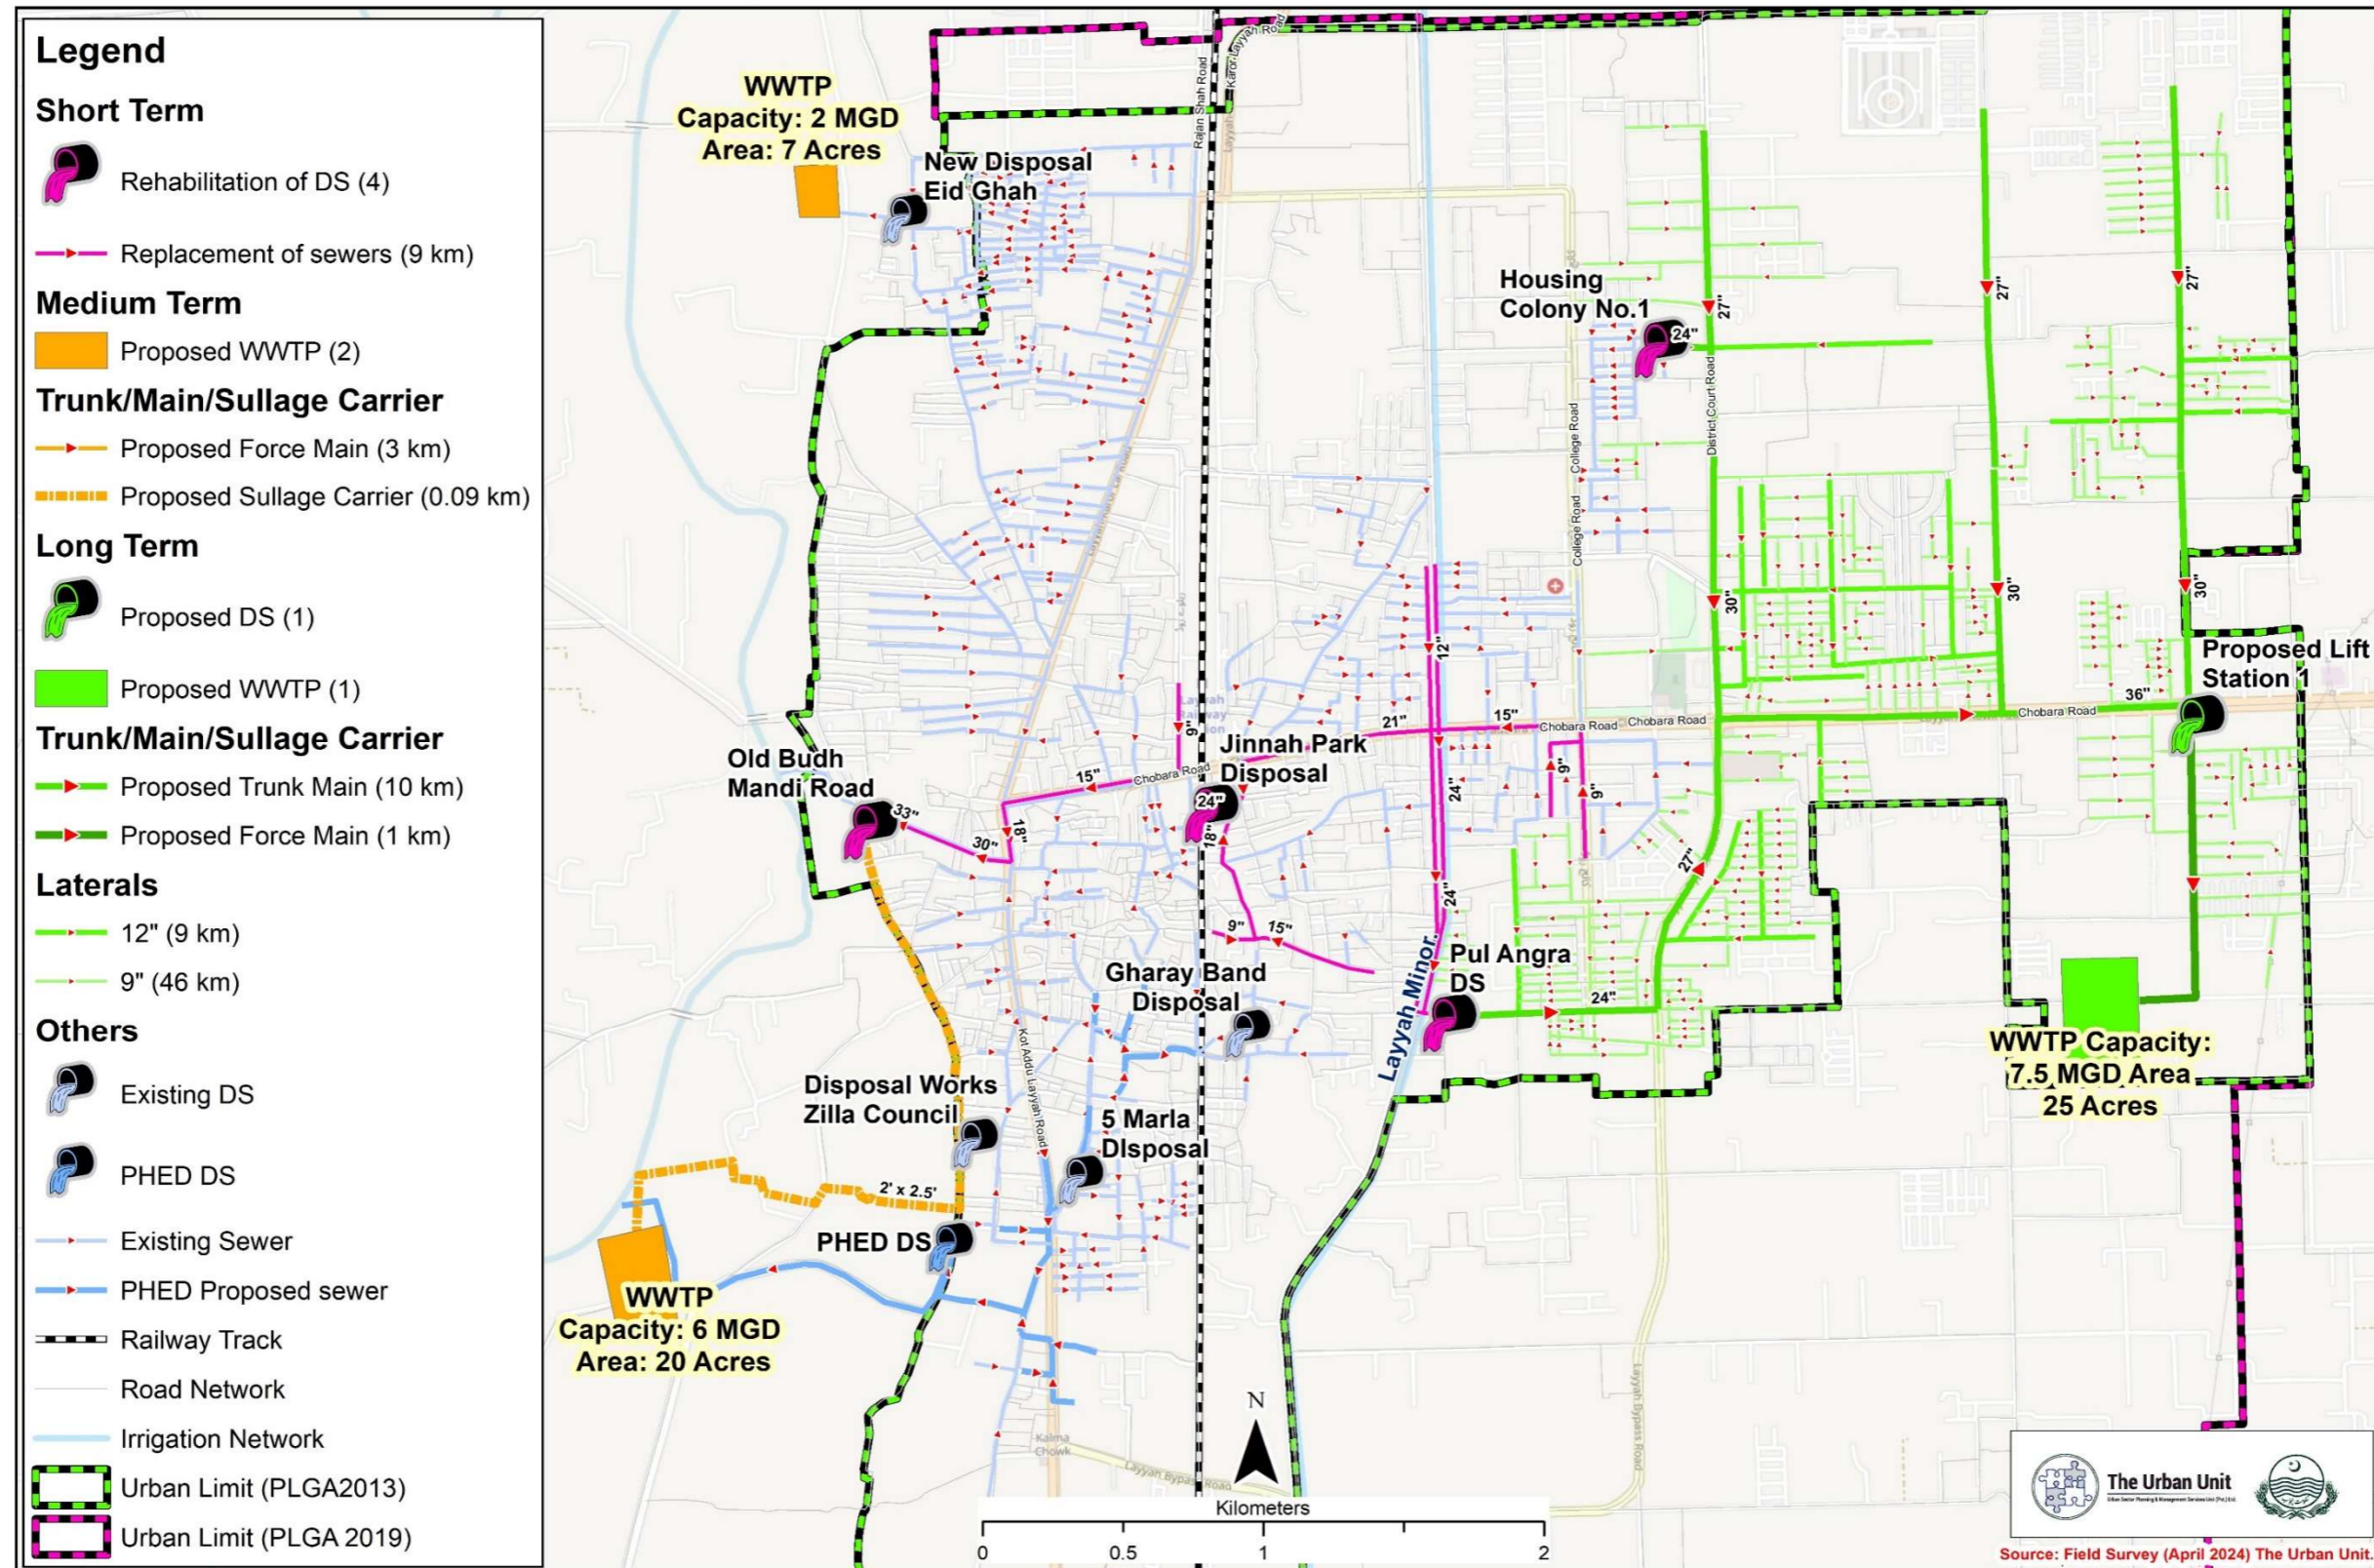 Legend
Short Term
Rehabilitation of DS (4)
Replacement of sewers (9 km)
Medium Term
Proposed WWTP (2)
Trunk/Main/Sullage Carrier
Proposed Force Main (3 km)
Proposed Sullage Carrier (0.09 km)
Long Term
Proposed DS (1)
Proposed WWTP (1)
Trunk/Main/Sullage Carrier
Proposed Trunk Main (10 km)
Proposed Force Main (1 km)
Laterals
12" (9 km)
9" (46 km)
Others
Existing DS
PHED DS
Existing Sewer
PHED Proposed sewer
Railway Track
Road Network
Irrigation Network
Urban Limit (PLGA2013)
Urban Limit (PLGA 2019)
WWTP
Capacity: 2 MGD
Area: 7 Acres
New Disposal
Eid Ghah
Rajan Shah Road
Karor Layyah Road
Housing
Colony No.1
24"
27"
27"
27"
District Court Road
College Road
College Road
30"
30"
30"
12"
Proposed Lift
Station 1
36"
Chobara Road
Chobara Road
Chobara Road
15"
21"
9"
Jinnah Park
Disposal
Chobara Road
15"
Old Budh
Mandi Road
33"
30"
18"
24"
18"
24"
9"
9"
27"
24"
9"
15"
Layyah Minor.
Pul Angra
DS
24"
Gharay Band
Disposal
Kot Addu Layyah Road
WWTP Capacity:
7.5 MGD Area
25 Acres
Disposal Works
Zilla Council
5 Marla
DIsposal
2' x 2.5'
PHED DS
WWTP
Capacity: 6 MGD
Area: 20 Acres
Kalma
Chowk
Layyah Bypass Road
Layyah Bypass Road
N
Kilometers
0 0.5 1 2
The Urban Unit
Source: Field Survey (April 2024) The Urban Unit.